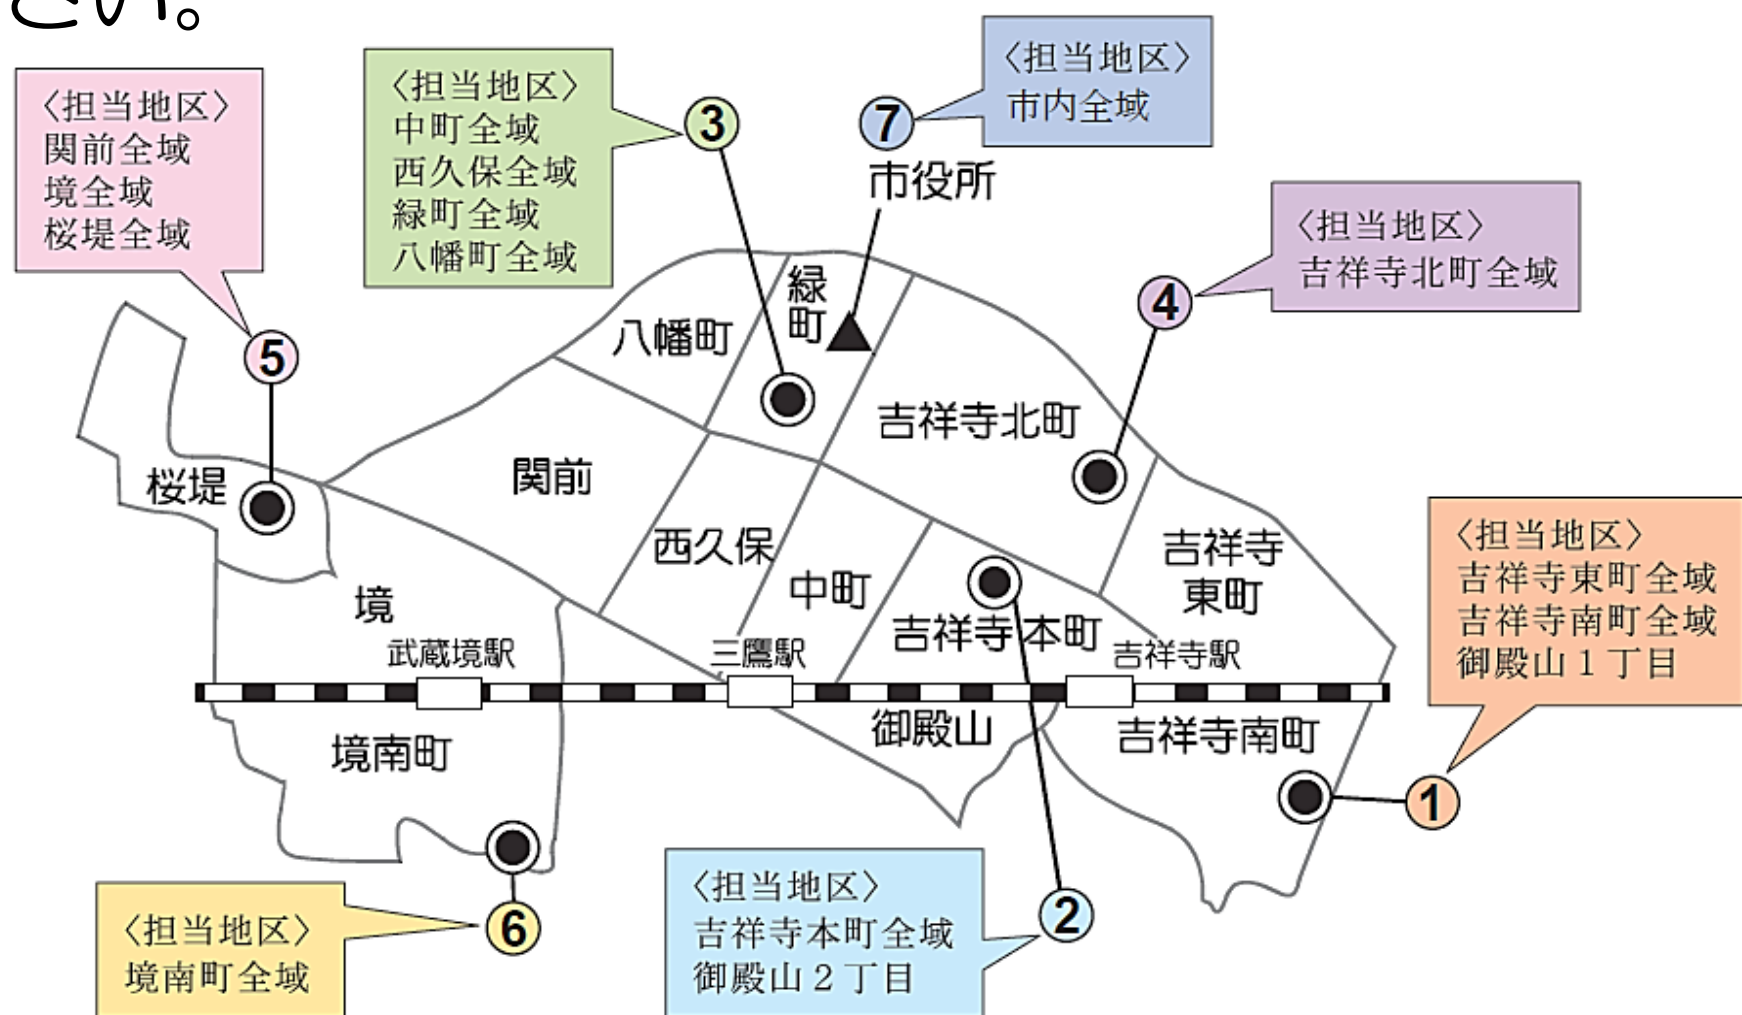 さい。
〈担当地区〉
関前全域
境全域
桜堤全域
5
〈担当地区〉
中町全域
西久保全域
緑町全域
八幡町全域
3
7
〈担当地区〉
市内全域
市役所
〈担当地区〉
吉祥寺北町全域
4
緑
町
八幡町
吉祥寺北町
関前
桜堤
西久保
吉祥寺
東町
中町
境
吉祥寺本町
武蔵境駅
三鷹駅
吉祥寺駅
〈担当地区〉
吉祥寺東町全域
吉祥寺南町全域
御殿山1丁目
1
御殿山
吉祥寺南町
境南町
〈担当地区〉
境南町全域
6
〈担当地区〉
吉祥寺本町全域
御殿山2丁目
2